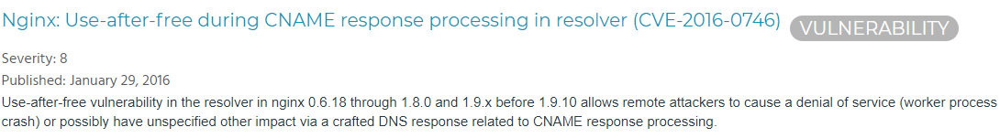 Nginx: Use-after-free during CNAME response processing in resolver (CVE-2016-0746) VULNERABILITY
Severity: 8
Published: January 29, 2016
Use-after-free vulnerability in the resolver in nginx 0.6.18 through 1.8.0 and 1.9.x before 1.9.10 allows remote attackers to cause a denial of service (worker process
crash) or possibly have unspecified other impact via a crafted DNS response related to CNAME response processing.